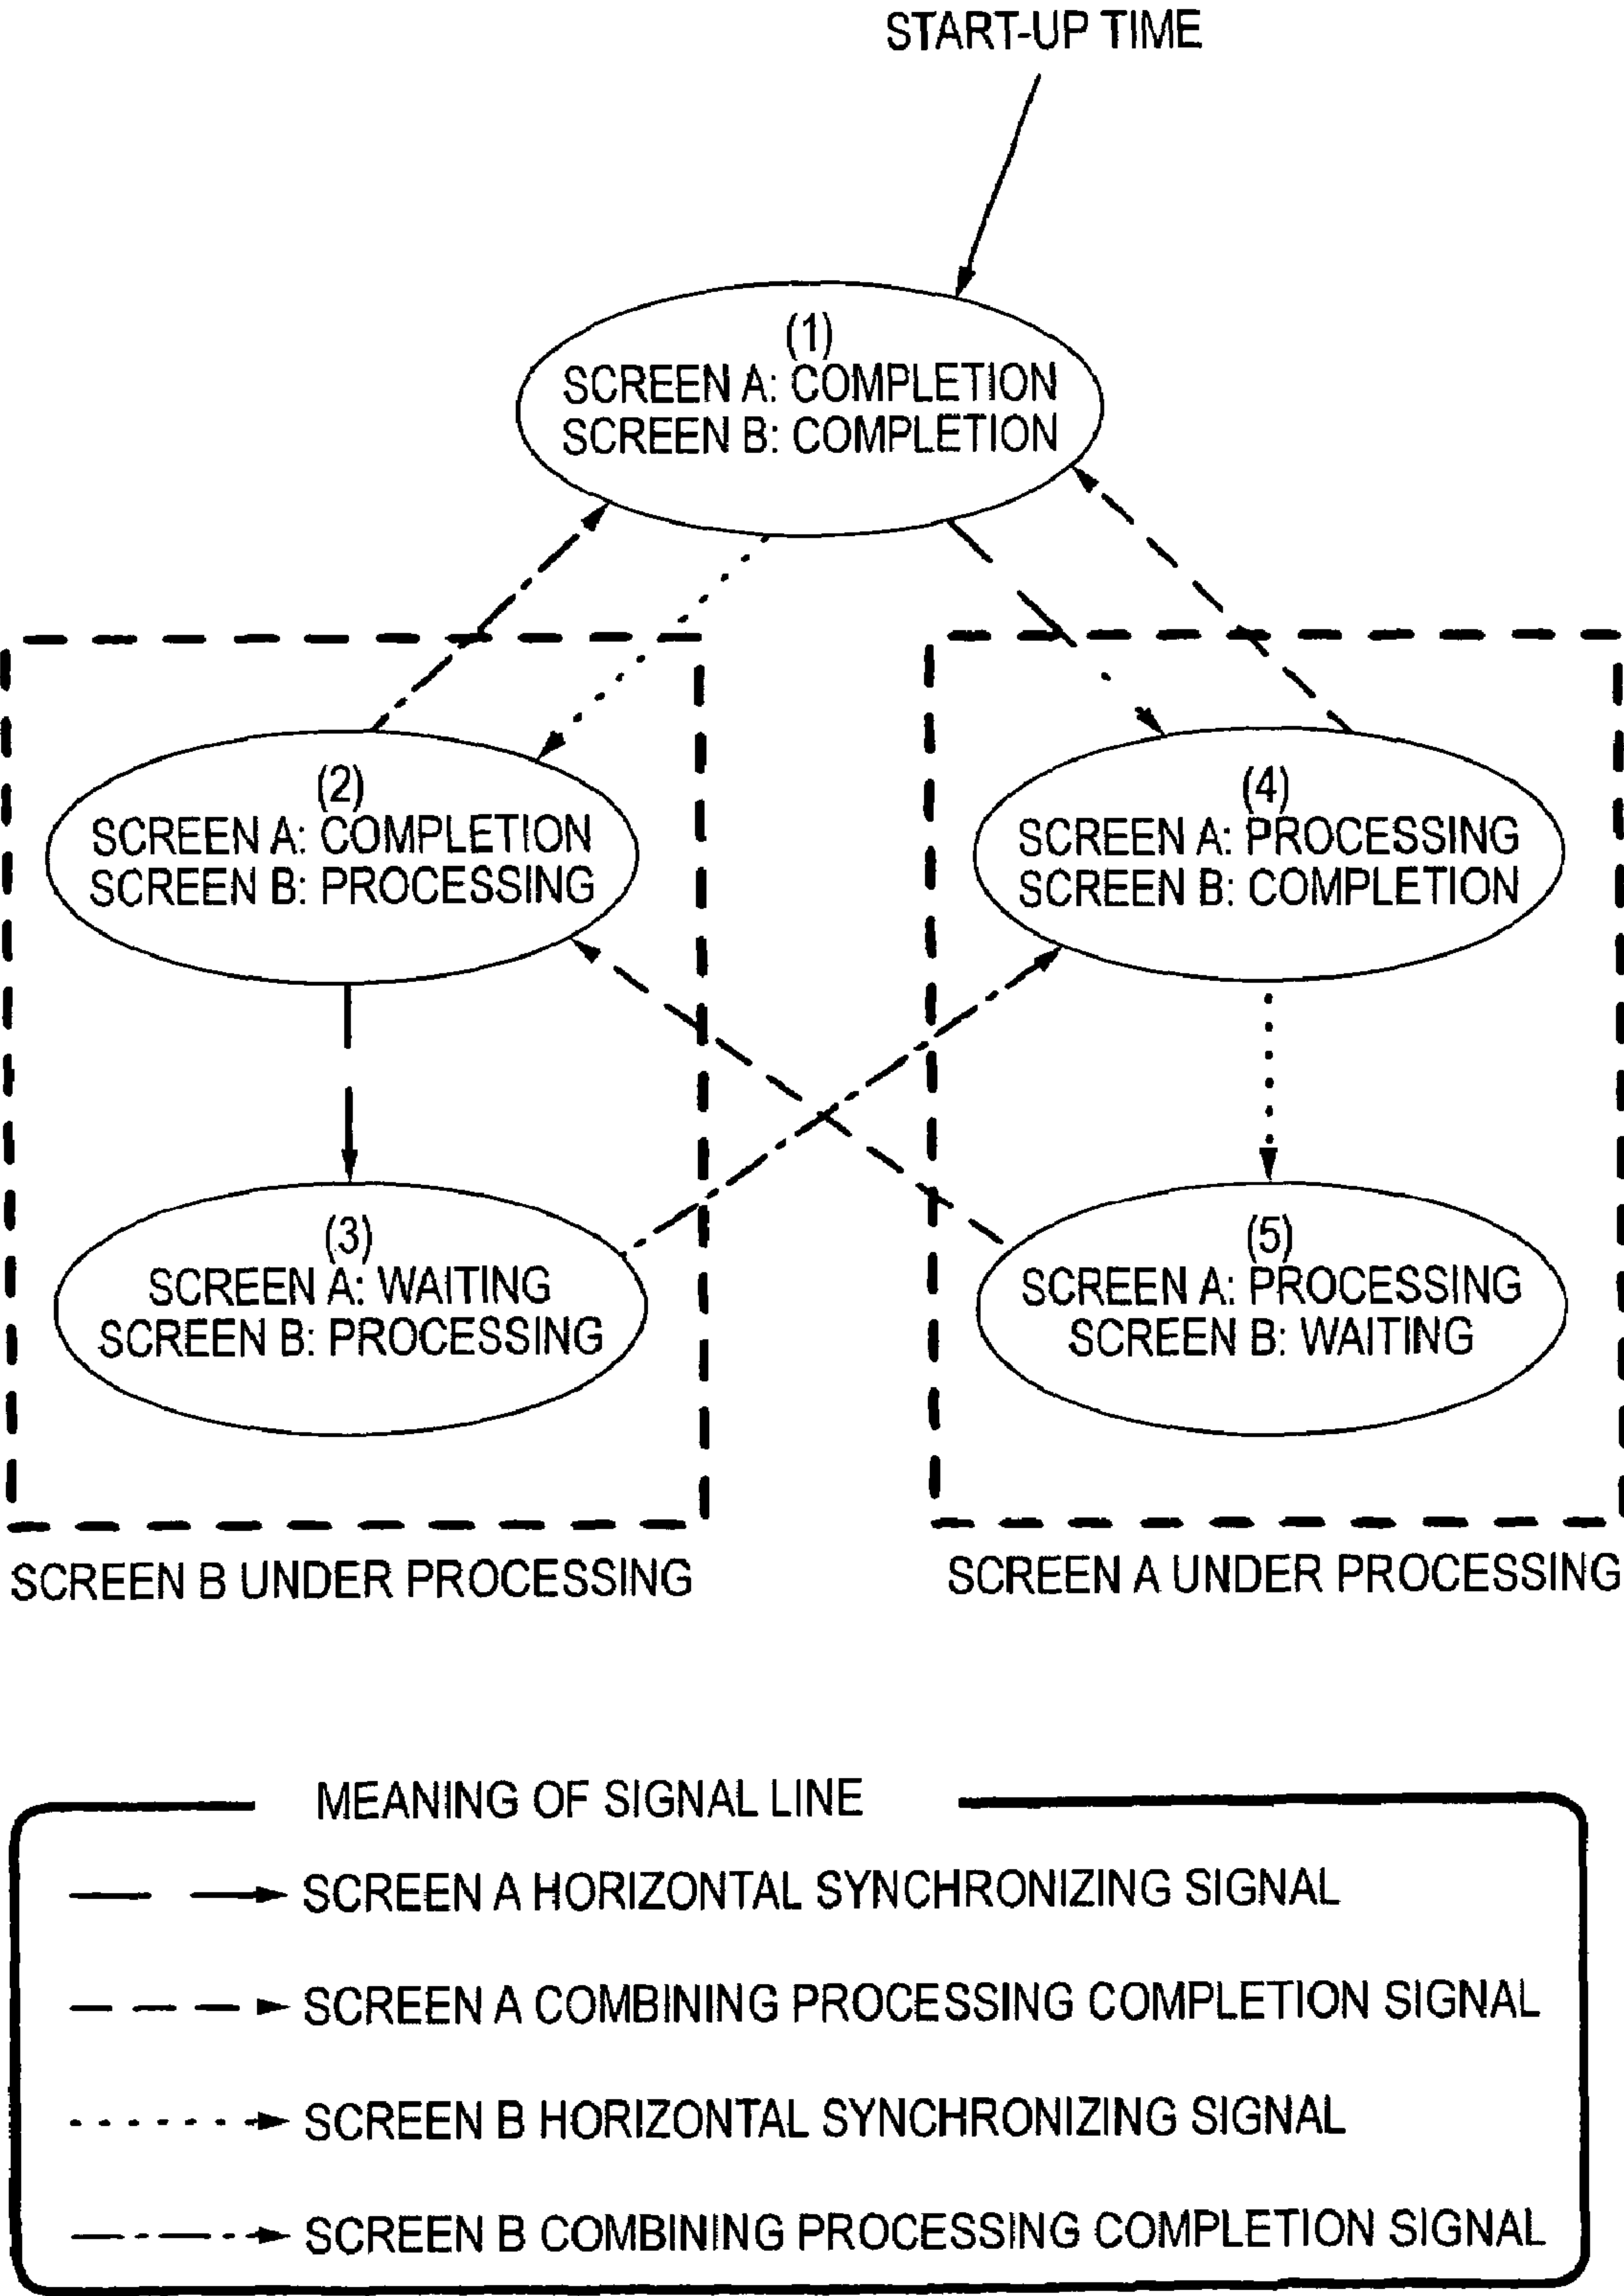 START-UP TIME
(1)
SCREEN A: COMPLETION
SCREEN B: COMPLETION
(2)
SCREEN A: COMPLETION
SCREEN B: PROCESSING
(4)
SCREEN A: PROCESSING
SCREEN B: COMPLETION
(3)
SCREEN A: WAITING
SCREEN B: PROCESSING
(5)
SCREEN A: PROCESSING
SCREEN B: WAITING
SCREEN B UNDER PROCESSING
SCREEN A UNDER PROCESSING
MEANING OF SIGNAL LINE
SCREEN A HORIZONTAL SYNCHRONIZING SIGNAL
SCREEN A COMBINING PROCESSING COMPLETION SIGNAL
SCREEN B HORIZONTAL SYNCHRONIZING SIGNAL
SCREEN B COMBINING PROCESSING COMPLETION SIGNAL